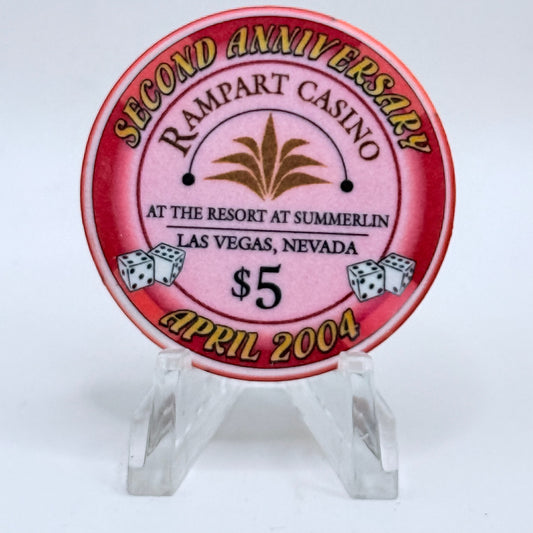 SECOND ANNIVERSARY
RAMPART CASINO
AT THE RESORT AT SUMMERLIN
LAS VEGAS, NEVADA
$5
APRIL 2004